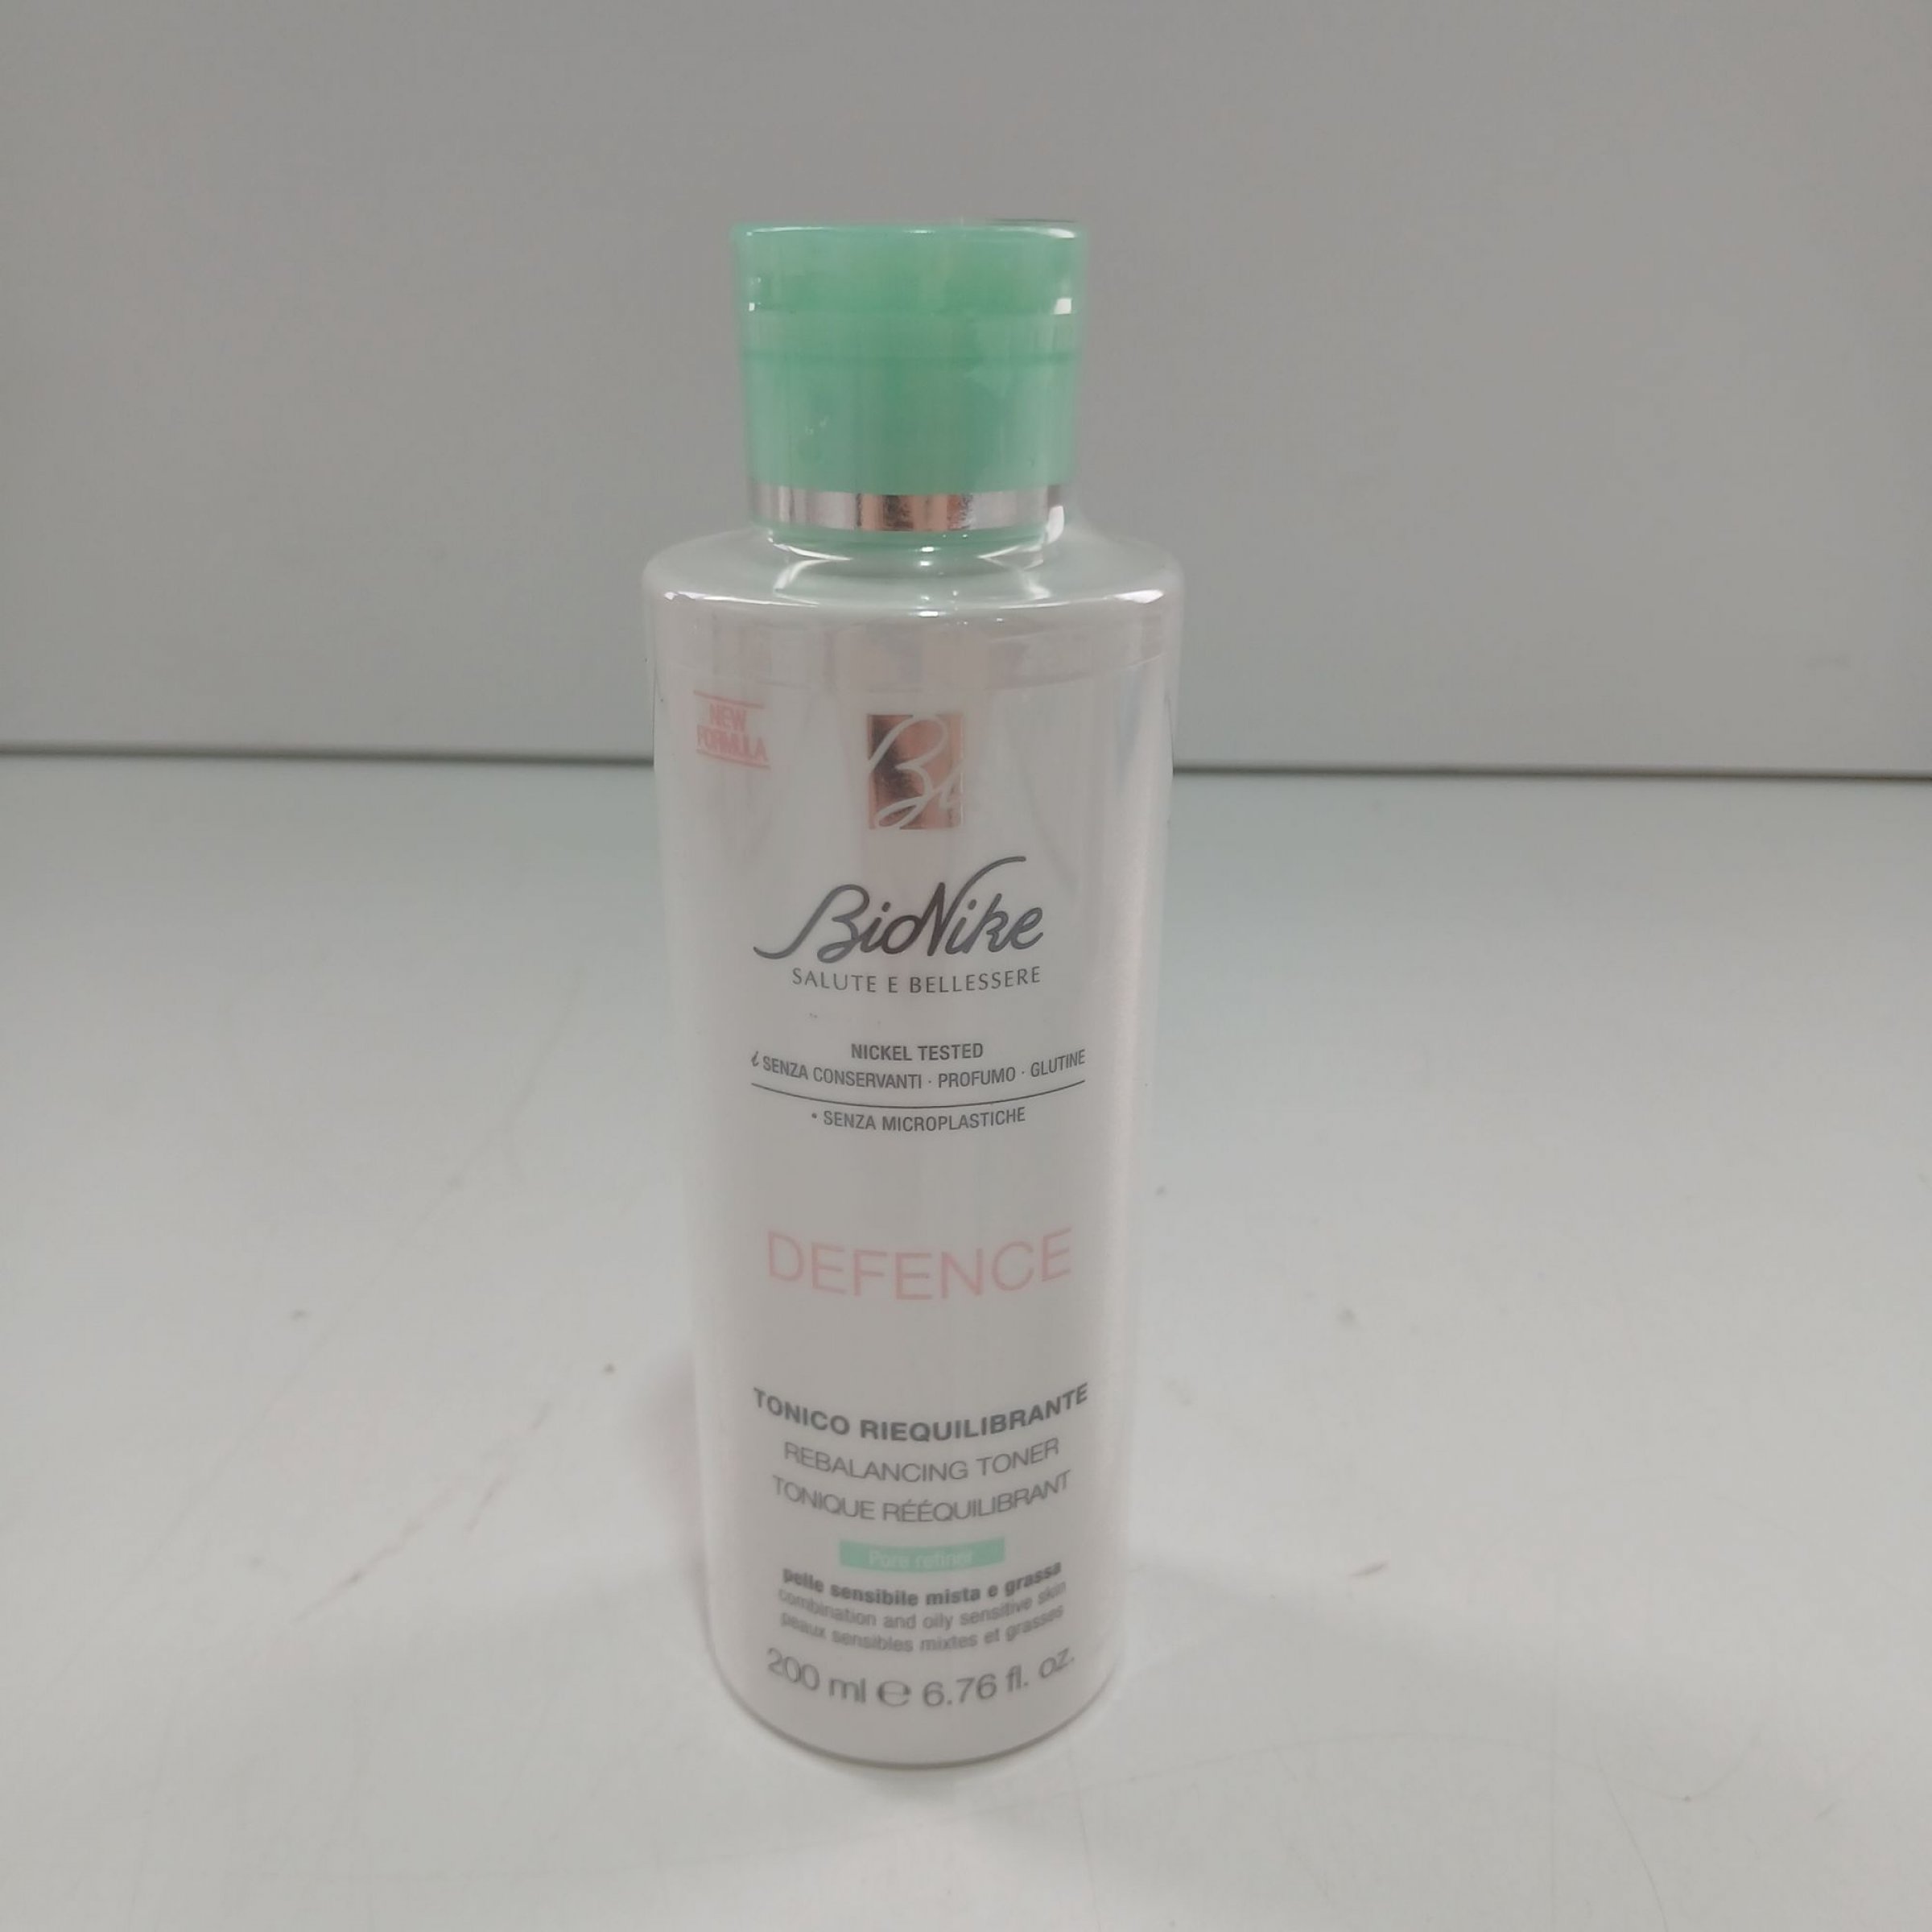 NEW
FORMULA
Bi
BioNike
SALUTE E BELLESSERE
NICKEL TESTED
i SENZA CONSERVANTI · PROFUMO · GLUTINE
• SENZA MICROPLASTICHE
DEFENCE
TONICO RIEQUILIBRANTE
REBALANCING TONER
TONIQUE RÉÉQUILIBRANT
Pore refiner
pelle sensibile mista e grassa
combination and oily sensitive skin
peaux sensibles mixtes et grasses
200 ml ℮ 6.76 fl. oz.